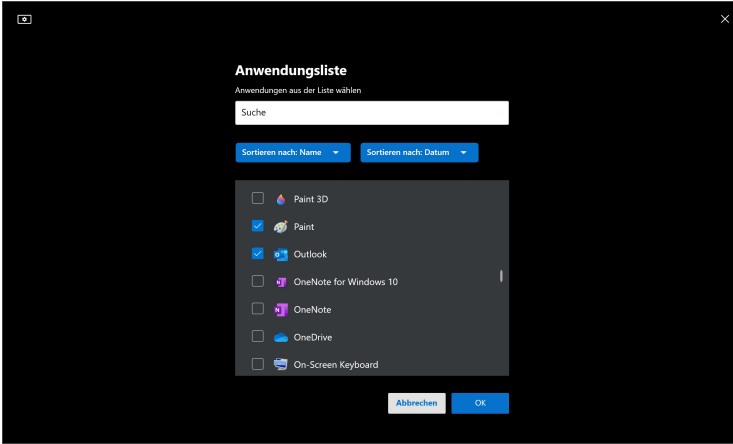 Anwendungsliste
Anwendungen aus der Liste wählen
Suche
Sortieren nach: Name Sortieren nach: Datum
Paint 3D
Paint
Outlook
OneNote for Windows 10
OneNote
OneDrive
On-Screen Keyboard
Abbrechen OK